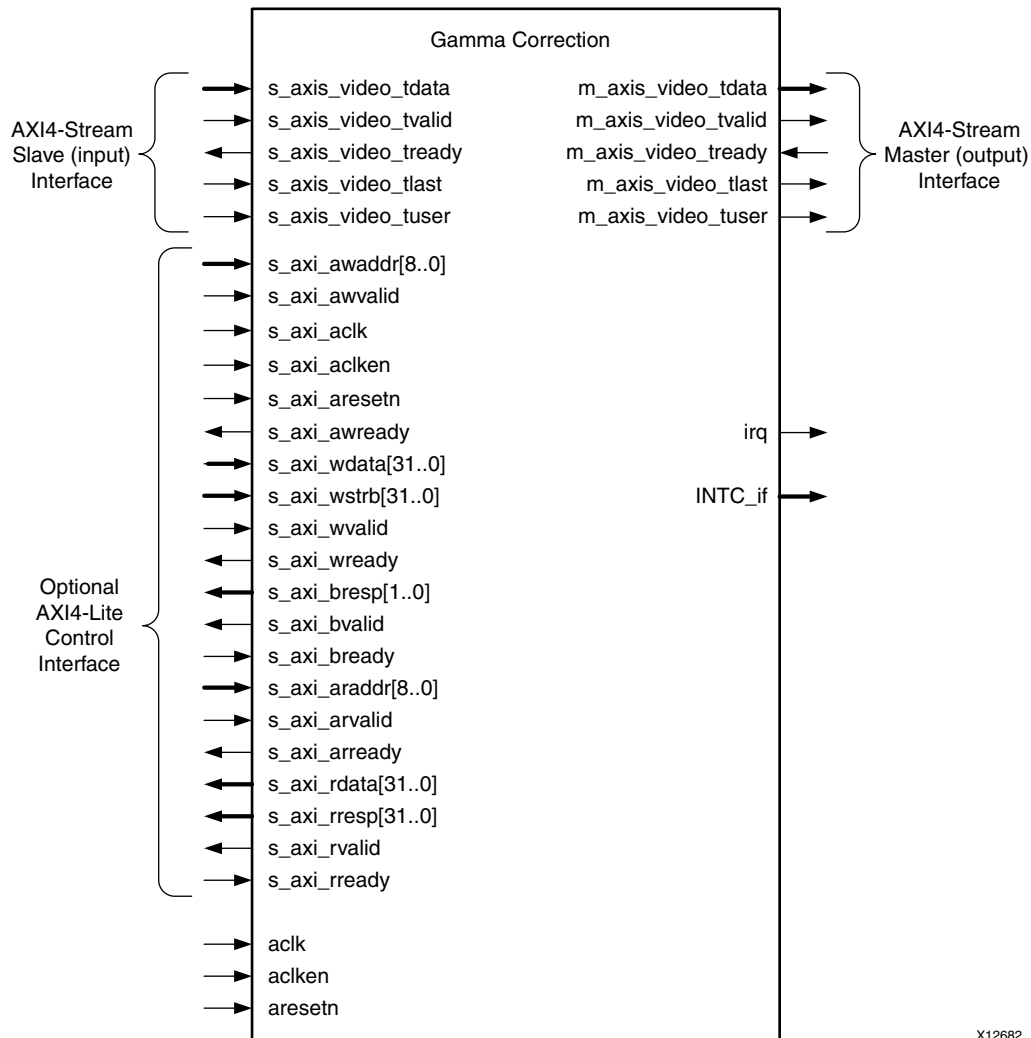 Gamma Correction
AXI4-Stream
Slave (input)
Interface
s_axis_video_tdata
s_axis_video_tvalid
s_axis_video_tready
s_axis_video_tlast
s_axis_video_tuser
m_axis_video_tdata
m_axis_video_tvalid
m_axis_video_tready
m_axis_video_tlast
m_axis_video_tuser
AXI4-Stream
Master (output)
Interface
Optional
AXI4-Lite
Control
Interface
s_axi_awaddr[8..0]
s_axi_awvalid
s_axi_aclk
s_axi_aclken
s_axi_aresetn
s_axi_awready
s_axi_wdata[31..0]
s_axi_wstrb[31..0]
s_axi_wvalid
s_axi_wready
s_axi_bresp[1..0]
s_axi_bvalid
s_axi_bready
s_axi_araddr[8..0]
s_axi_arvalid
s_axi_arready
s_axi_rdata[31..0]
s_axi_rresp[31..0]
s_axi_rvalid
s_axi_rready
irq
INTC_if
aclk
aclken
aresetn
X12682